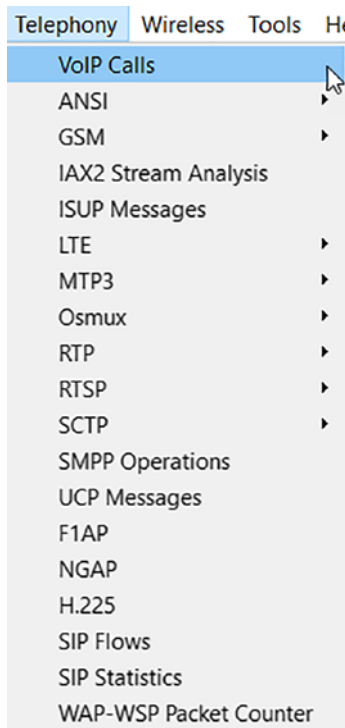 Telephony Wireless Tools He
VoIP Calls
ANSI
GSM
IAX2 Stream Analysis
ISUP Messages
LTE
MTP3
Osmux
RTP
RTSP
SCTP
SMPP Operations
UCP Messages
F1AP
NGAP
H.225
SIP Flows
SIP Statistics
WAP-WSP Packet Counter